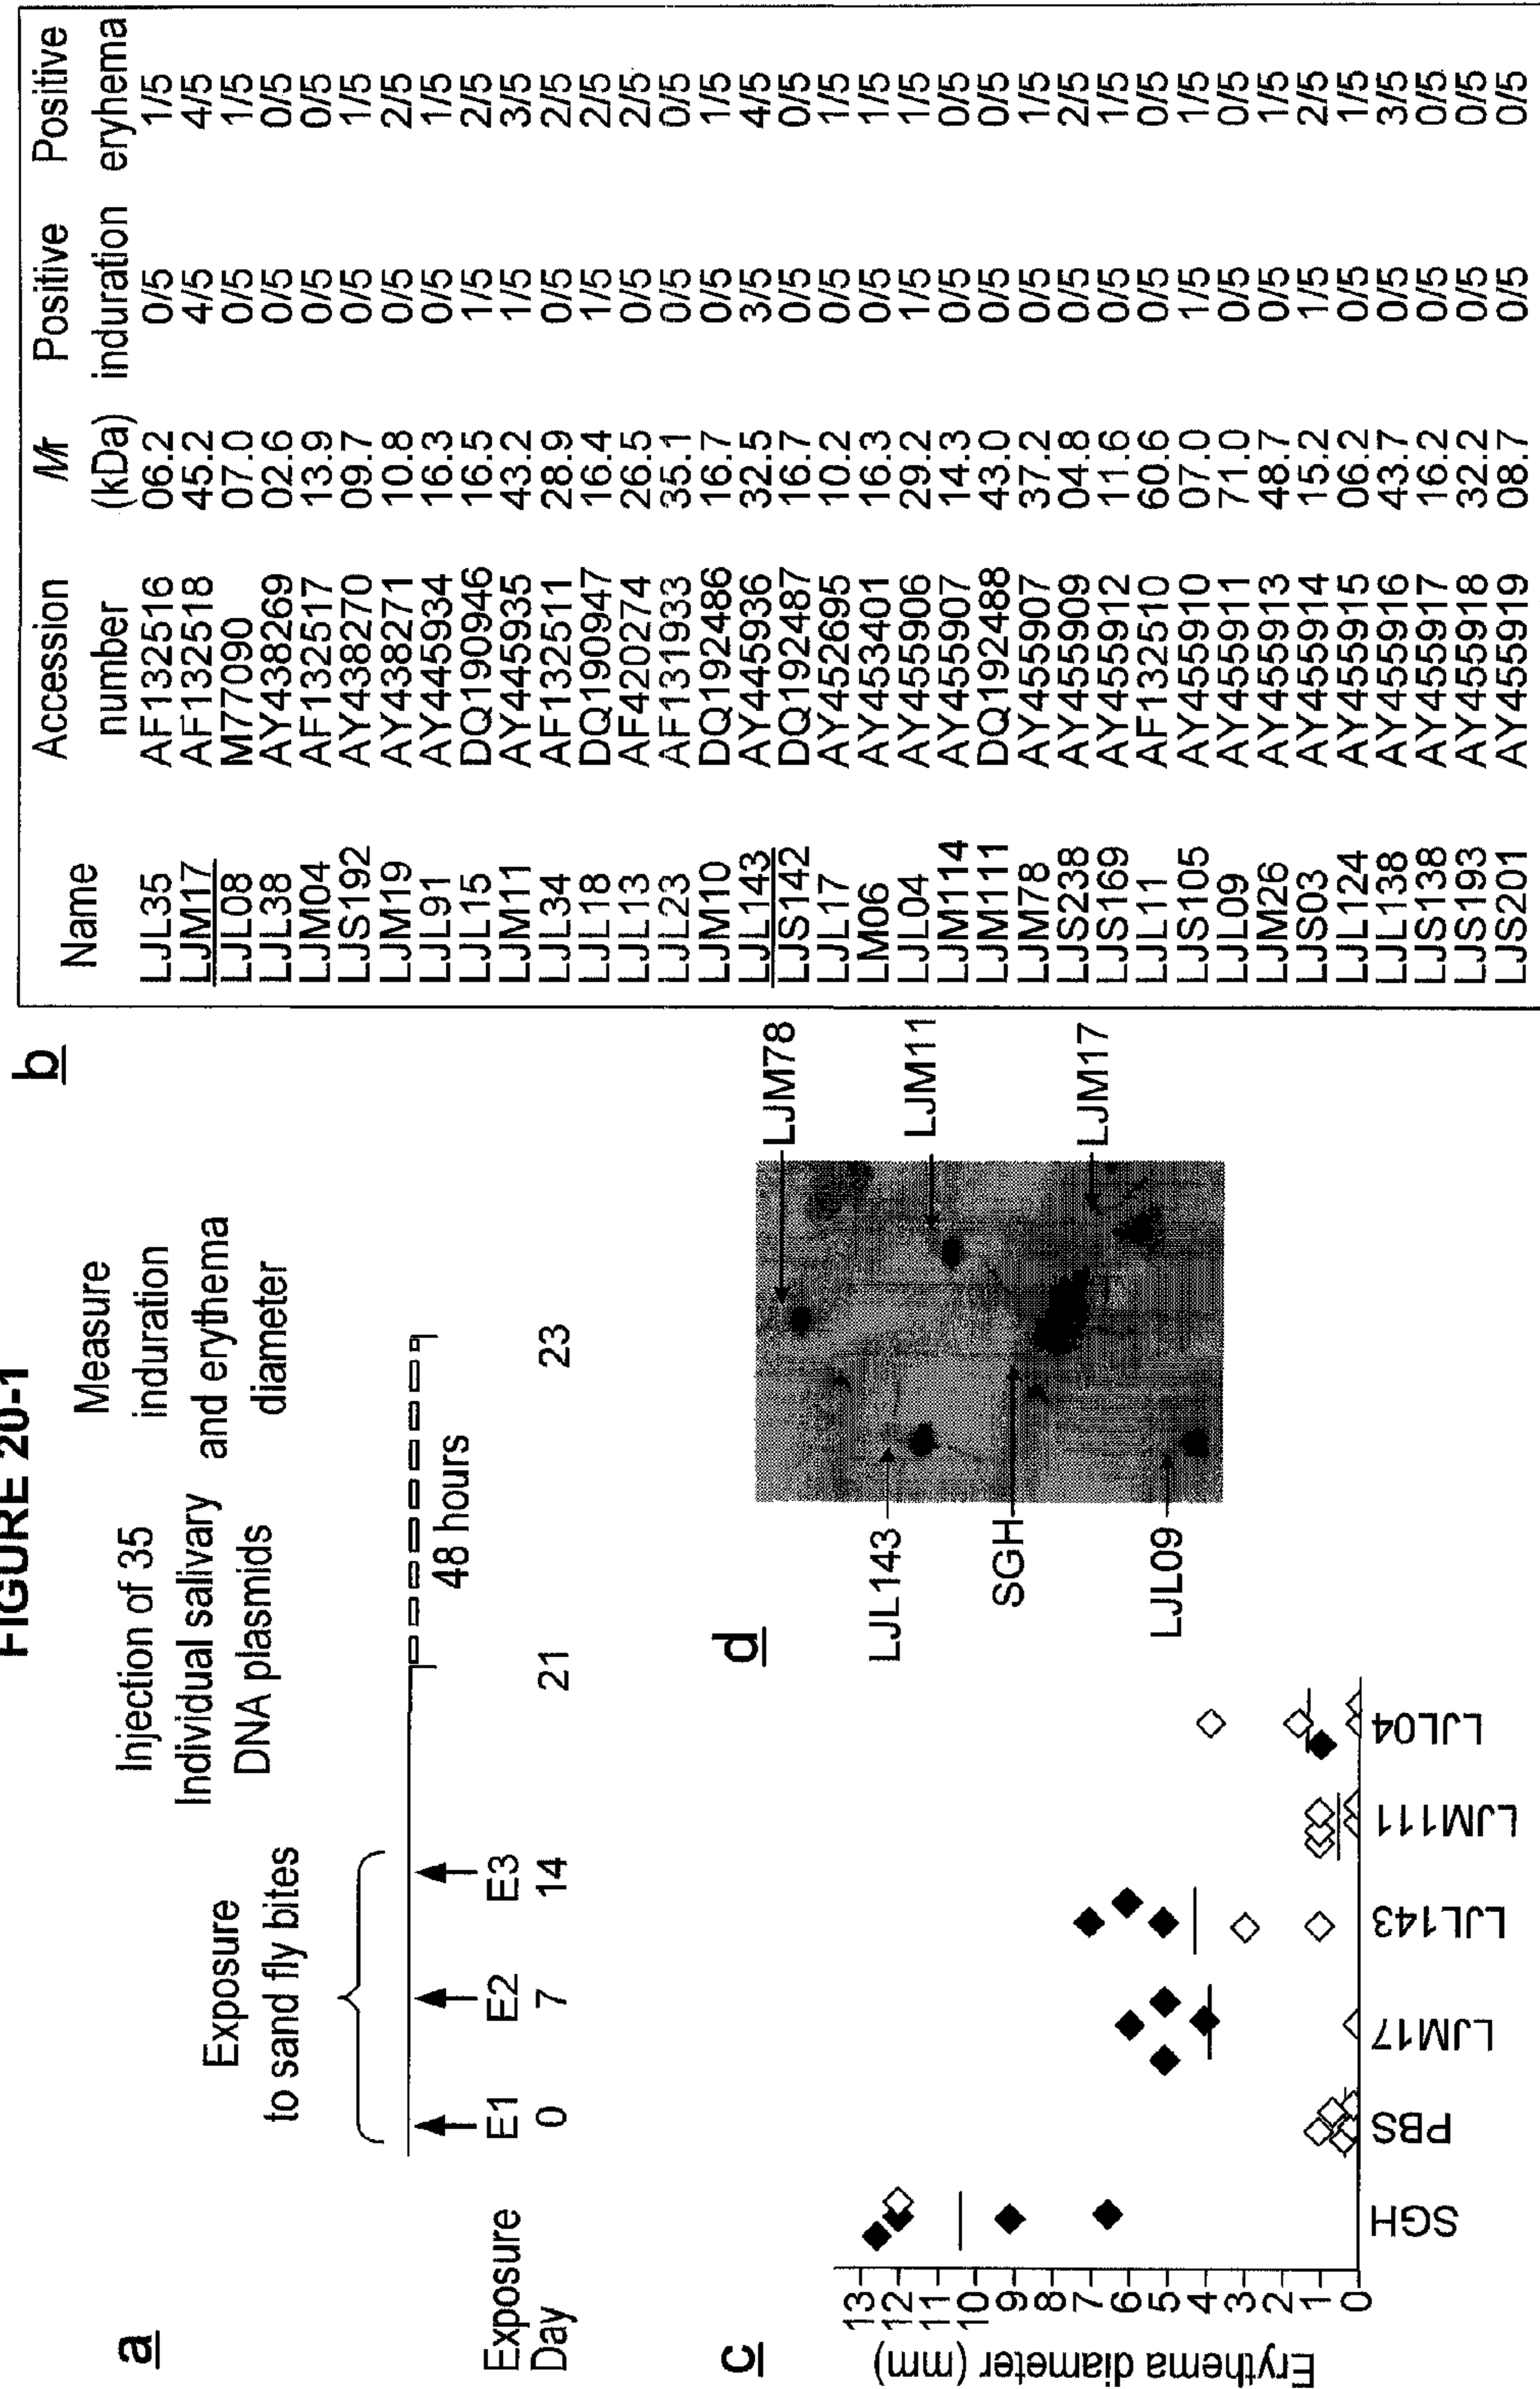 FIGURE 20-1
a
Exposure
to sand fly bites
Injection of 35
Individual salivary
DNA plasmids
Measure
induration
and erythema
diameter
48 hours
Exposure E1 E2 E3
Day 0 7 14 21 23
b
Name Accession number Mr (kDa) Positive induration Positive eryhema
LJL35 AF132516 06.2 0/5 1/5
LJM17 AF132518 45.2 4/5 4/5
LJL08 M77090 07.0 0/5 1/5
LJL38 AY438269 02.6 0/5 0/5
LJM04 AF132517 13.9 0/5 0/5
LJS192 AY438270 09.7 0/5 1/5
LJM19 AY438271 10.8 0/5 2/5
LJL91 AY445934 16.3 0/5 1/5
LJL15 DQ190946 16.5 1/5 2/5
LJM11 AY445935 43.2 1/5 3/5
LJL34 AF132511 28.9 0/5 2/5
LJL18 DQ190947 16.4 1/5 2/5
LJL13 AF420274 26.5 0/5 2/5
LJL23 AF131933 35.1 0/5 0/5
LJM10 DQ192486 16.7 0/5 1/5
LJL143 AY445936 32.5 3/5 4/5
LJS142 DQ192487 16.7 0/5 0/5
LJL17 AY452695 10.2 0/5 1/5
LM06 AY453401 16.3 0/5 1/5
LJL04 AY455906 29.2 1/5 1/5
LJM114 AY455907 14.3 0/5 0/5
LJM111 DQ192488 43.0 0/5 0/5
LJM78 AY455907 37.2 0/5 1/5
LJS238 AY455909 04.8 0/5 2/5
LJS169 AY455912 11.6 0/5 1/5
LJL11 AF132510 60.6 0/5 0/5
LJS105 AY455910 07.0 1/5 1/5
LJL09 AY455911 71.0 0/5 0/5
LJM26 AY455913 48.7 0/5 1/5
LJS03 AY455914 15.2 1/5 2/5
LJL124 AY455915 06.2 0/5 1/5
LJL138 AY455916 43.7 0/5 3/5
LJS138 AY455917 16.2 0/5 0/5
LJS193 AY455918 32.2 0/5 0/5
LJS201 AY455919 08.7 0/5 0/5
c
Erythema diameter (mm)
13
12
11
10
9
8
7
6
5
4
3
2
1
0
SGH PBS LJM17 LJL143 LJM111 LJL04
d
LJL143
SGH
LJL09
LJM78
LJM11
LJM17